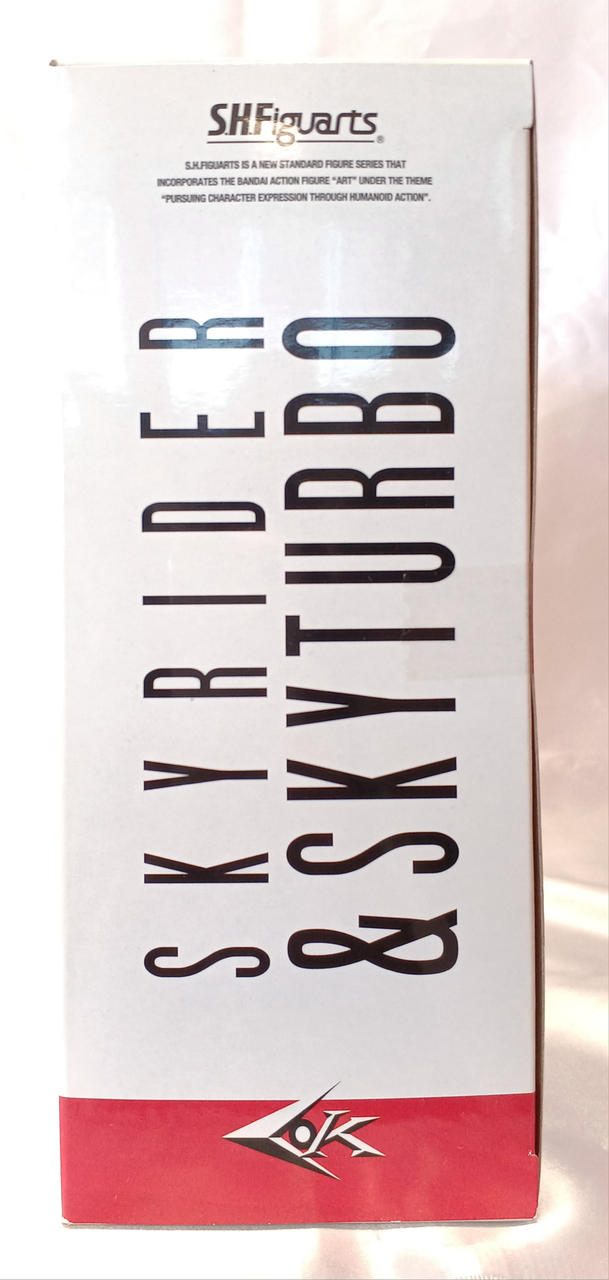 S.H.Figuarts®
S.H.FIGUARTS IS A NEW STANDARD FIGURE SERIES THAT
INCORPORATES THE BANDAI ACTION FIGURE "ART" UNDER THE THEME
"PURSUING CHARACTER EXPRESSION THROUGH HUMANOID ACTION".
SKYRIDER
&SKYTURBO